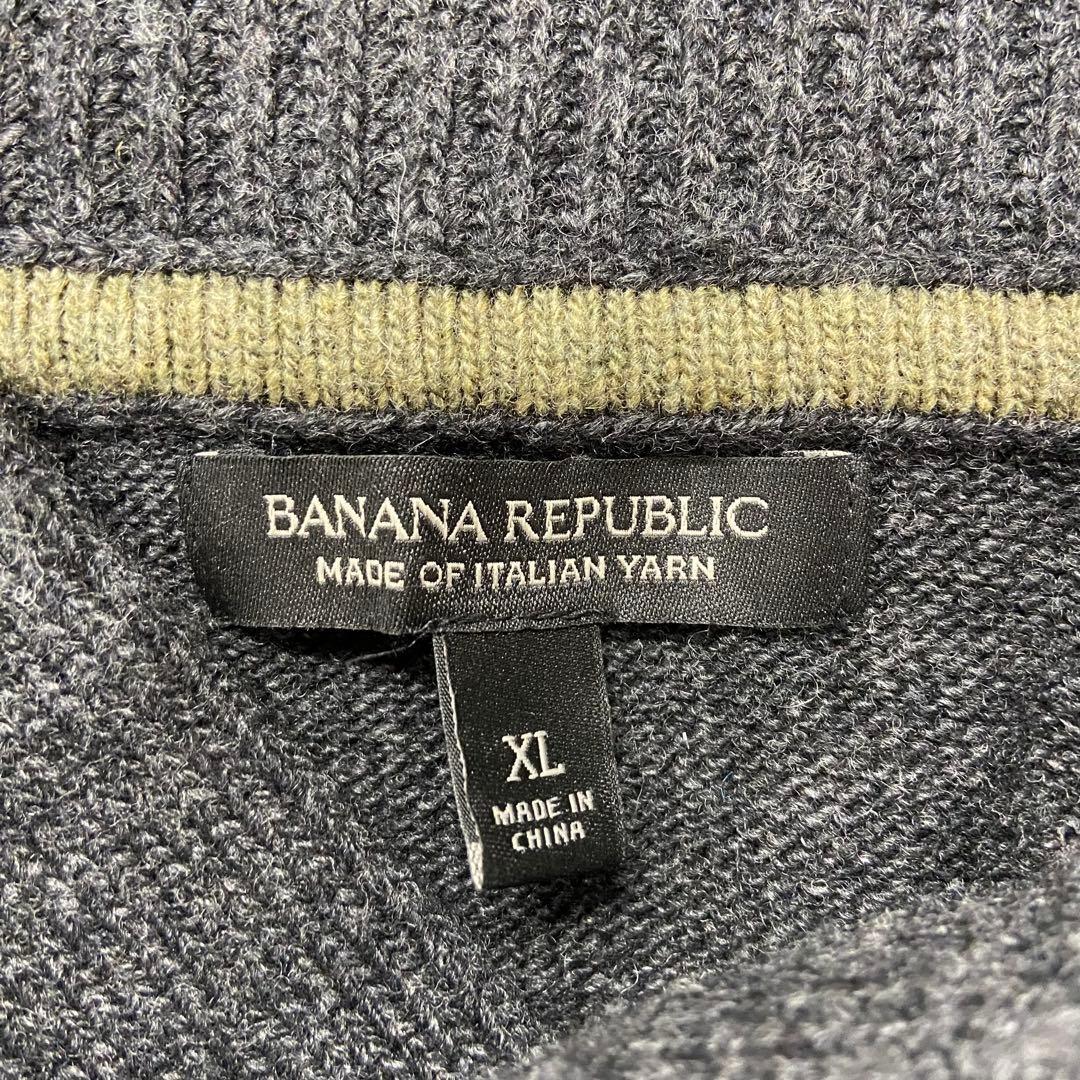 BANANA REPUBLIC
MADE OF ITALIAN YARN
XL
MADE IN
CHINA